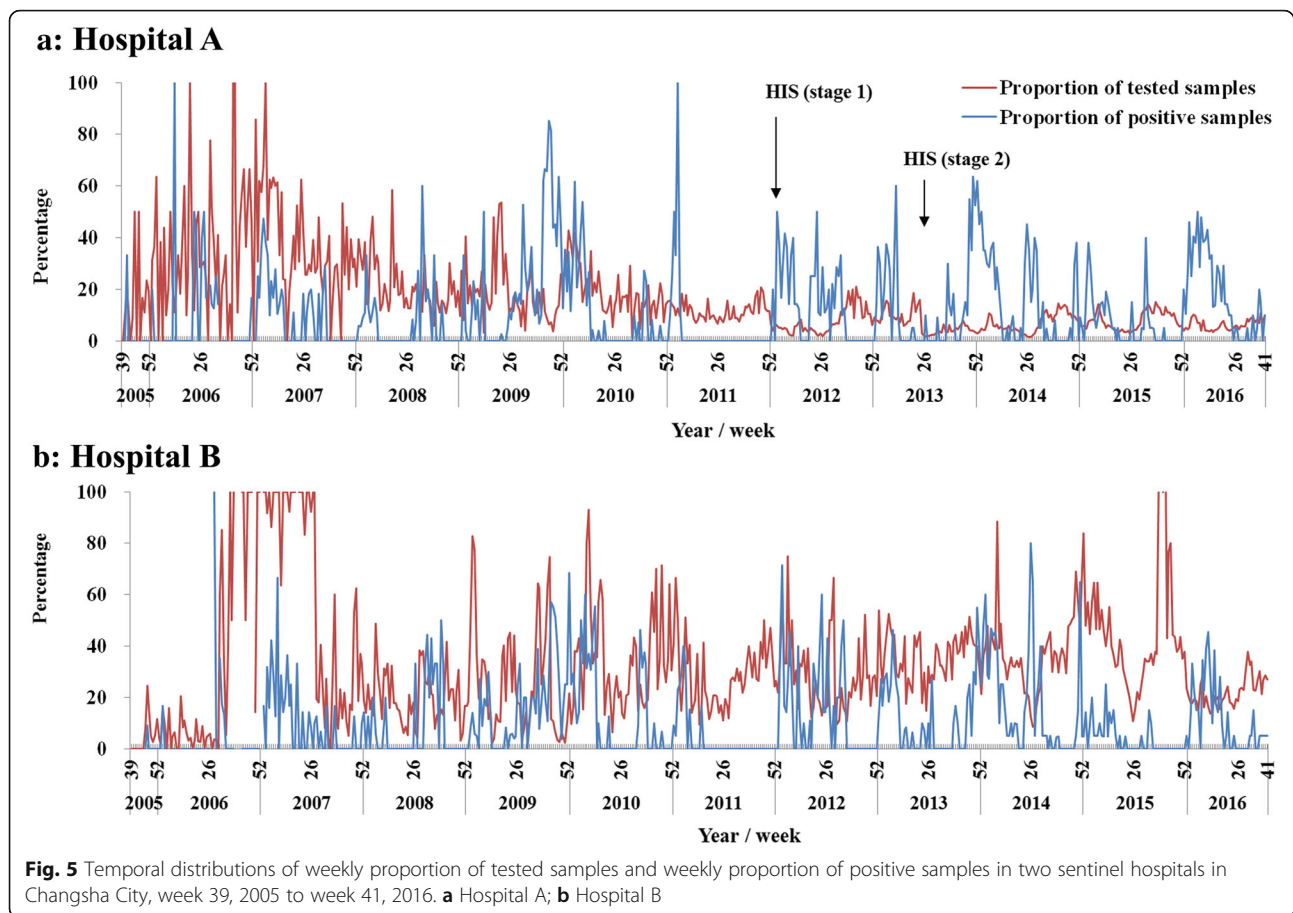 a: Hospital A
Percentage
100
80
60
40
20
0
HIS (stage 1)
HIS (stage 2)
Proportion of tested samples
Proportion of positive samples
39 52 26 52 26 52 26 52 26 52 26 52 26 52 26 52 26 52 26 52 26 52 26 41
2005 2006 2007 2008 2009 2010 2011 2012 2013 2014 2015 2016
Year / week
b: Hospital B
Percentage
100
80
60
40
20
0
39 52 26 52 26 52 26 52 26 52 26 52 26 52 26 52 26 52 26 52 26 52 26 41
2005 2006 2007 2008 2009 2010 2011 2012 2013 2014 2015 2016
Year / week
Fig. 5 Temporal distributions of weekly proportion of tested samples and weekly proportion of positive samples in two sentinel hospitals in
Changsha City, week 39, 2005 to week 41, 2016. a Hospital A; b Hospital B